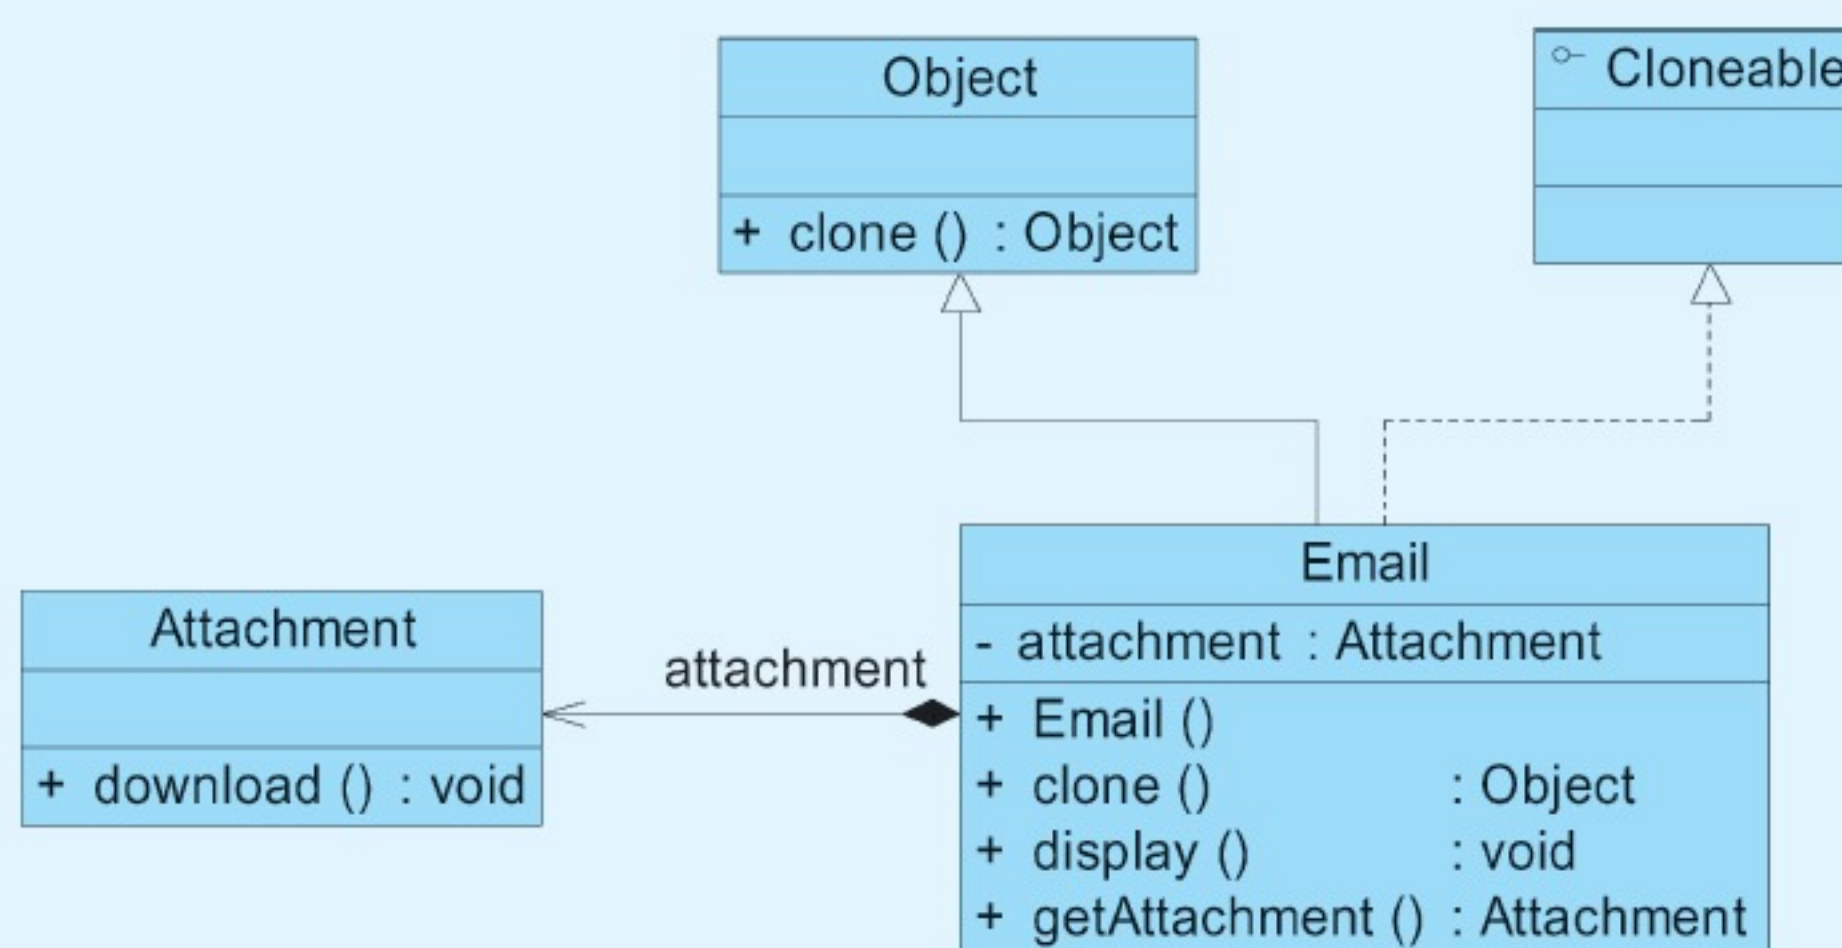 Object
+ clone () : Object
Cloneable
Attachment
+ download () : void
attachment
Email
- attachment : Attachment
+ Email ()
+ clone () : Object
+ display () : void
+ getAttachment () : Attachment